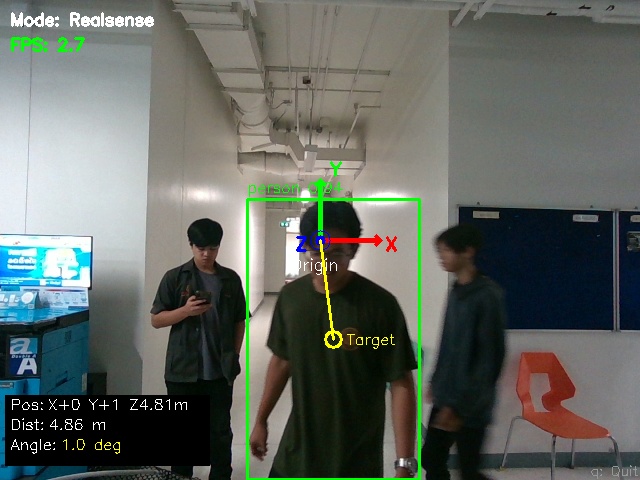 Mode: Realsense
FPS: 2.7
Y
Z
X
Origin
Target
Pos: X+0 Y+1 Z4.81m
Dist: 4.86 m
Angle: 1.0 deg
a
A
q: Quit